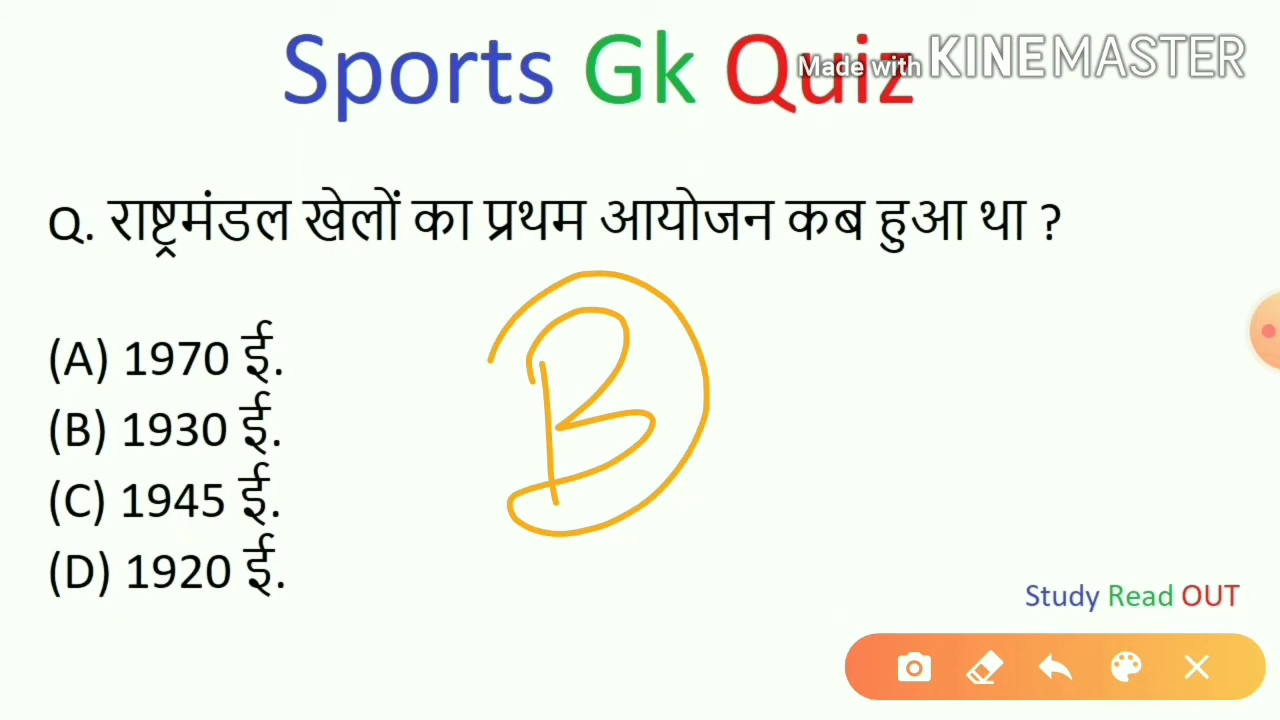 Sports Gk Quiz
Made with KINEMASTER
Q. राष्ट्रमंडल खेलों का प्रथम आयोजन कब हुआ था ?
(A) 1970 ई.
(B) 1930 ई.
(C) 1945 ई.
(D) 1920 ई.
B
Study Read OUT